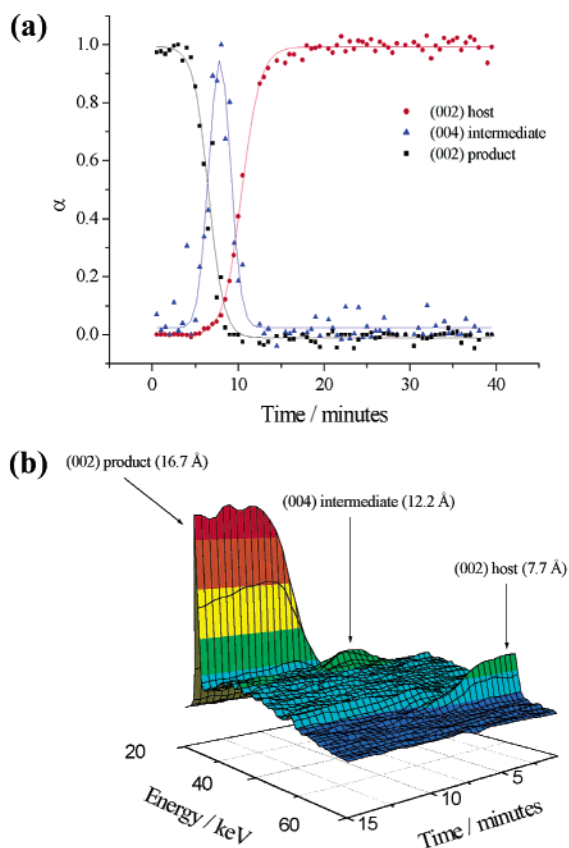 (a)
1.0
0.8
0.6
0.4
0.2
0.0
α
(002) host
(004) intermediate
(002) product
0 10 20 30 40
Time / minutes
(b)
(002) product (16.7 Å)
(004) intermediate (12.2 Å)
(002) host (7.7 Å)
20
40
60
Energy / keV
15
10
5
Time / minutes